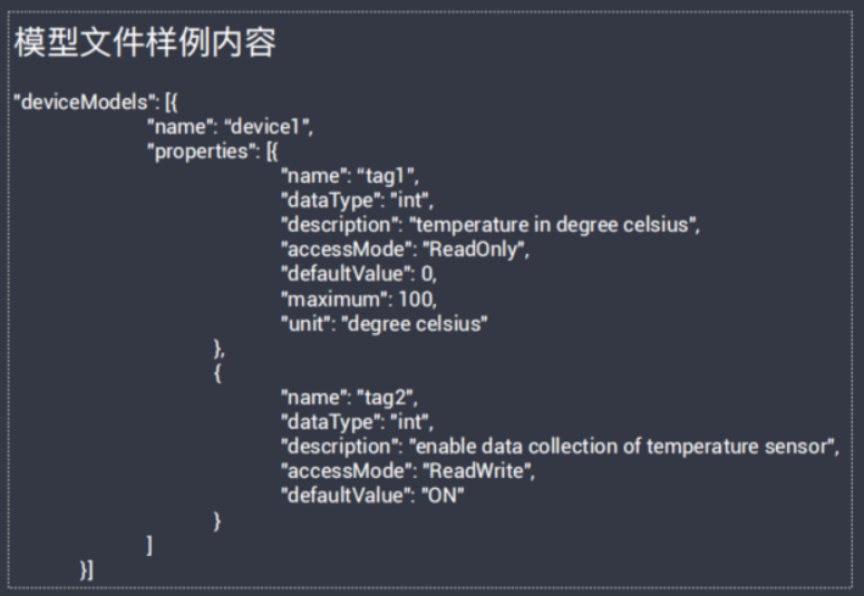 模型文件样例内容
"deviceModels": [{
"name": “device1",
"properties": [{
"name": “tag1",
"dataType": "int",
"description": "temperature in degree celsius",
"accessMode": "ReadOnly",
"defaultValue": 0,
"maximum": 100,
"unit": "degree celsius"
},
{
"name": "tag2",
"dataType": "int",
"description": "enable data collection of temperature sensor",
"accessMode": "ReadWrite",
"defaultValue": "ON"
}
]
}]